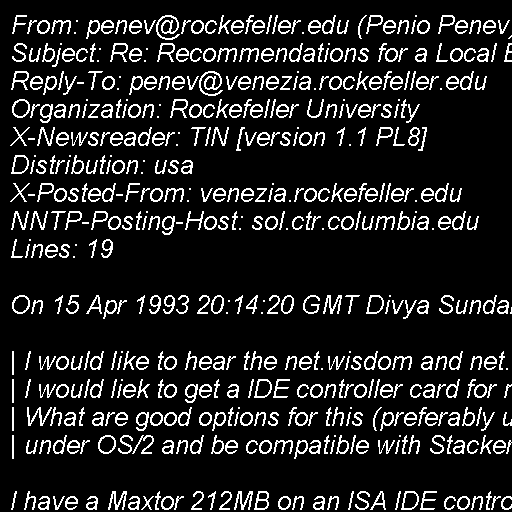 From: penev@rockefeller.edu (Penio Penev)
Subject: Re: Recommendations for a Local
Reply-To: penev@venezia.rockefeller.edu
Organization: Rockefeller University
X-Newsreader: TIN [version 1.1 PL8]
Distribution: usa
X-Posted-From: venezia.rockefeller.edu
NNTP-Posting-Host: sol.ctr.columbia.edu
Lines: 19
On 15 Apr 1993 20:14:20 GMT Divya
| I would like to hear the net.wisdom and net.
| I would liek to get a IDE controller card for
| What are good options for this (preferably
| under OS/2 and be compatible with Stacker
I have a Maxtor 212MB on an ISA IDE